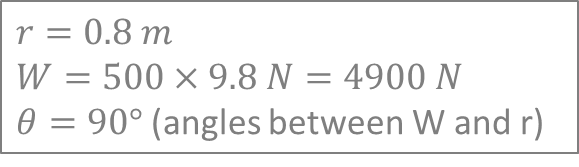 r = 0.8 m
W = 500 × 9.8 N = 4900 N
θ = 90° (angles between W and r)